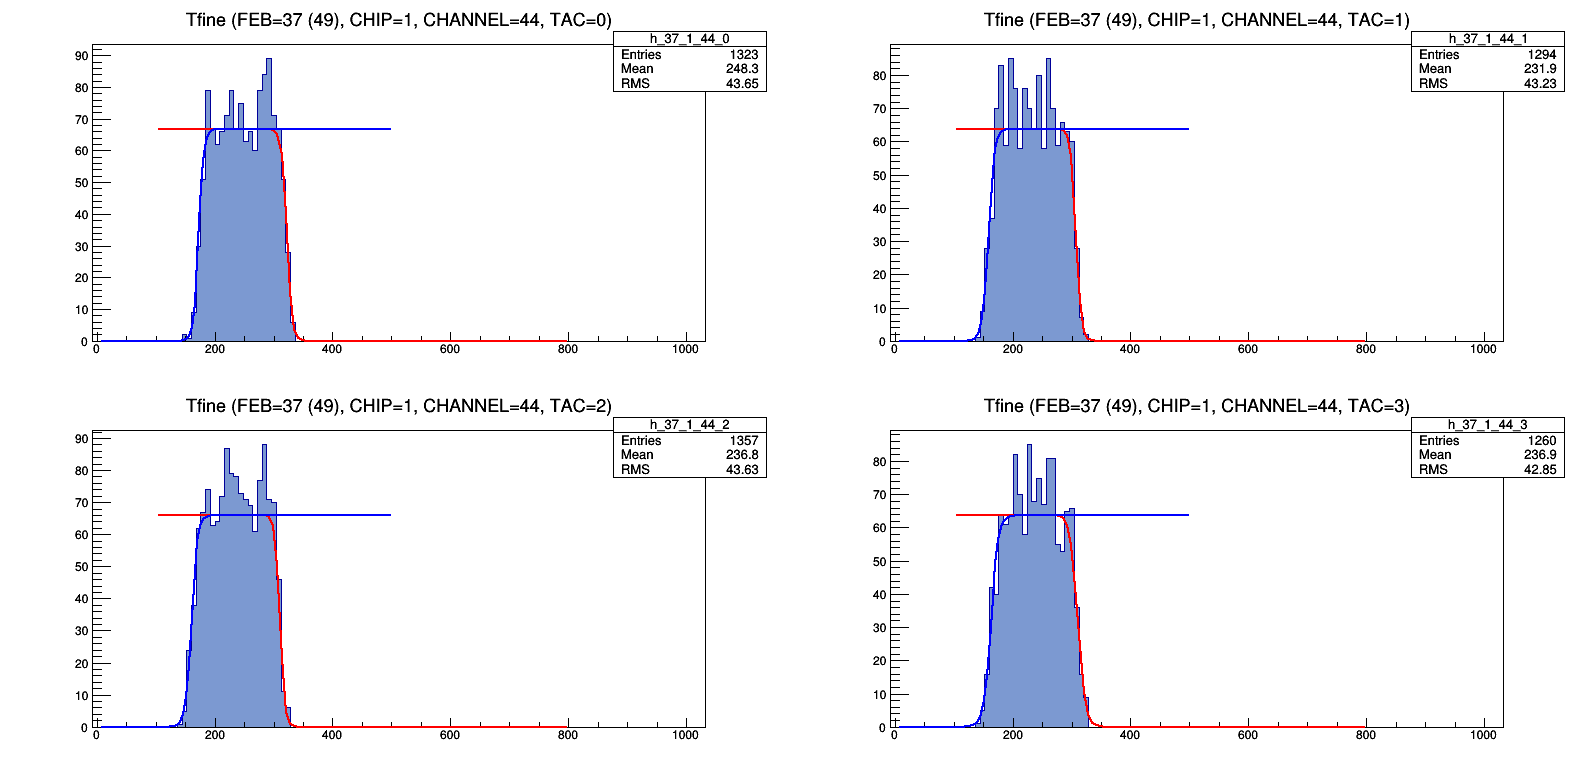 Tfine (FEB=37 (49), CHIP=1, CHANNEL=44, TAC=0)
h_37_1_44_0
Entries 1323
Mean 248.3
RMS 43.65
90
80
70
60
50
40
30
20
10
0
0 200 400 600 800 1000
Tfine (FEB=37 (49), CHIP=1, CHANNEL=44, TAC=1)
h_37_1_44_1
Entries 1294
Mean 231.9
RMS 43.23
80
70
60
50
40
30
20
10
0
0 200 400 600 800 1000
Tfine (FEB=37 (49), CHIP=1, CHANNEL=44, TAC=2)
h_37_1_44_2
Entries 1357
Mean 236.8
RMS 43.63
90
80
70
60
50
40
30
20
10
0
0 200 400 600 800 1000
Tfine (FEB=37 (49), CHIP=1, CHANNEL=44, TAC=3)
h_37_1_44_3
Entries 1260
Mean 236.9
RMS 42.85
80
70
60
50
40
30
20
10
0
0 200 400 600 800 1000